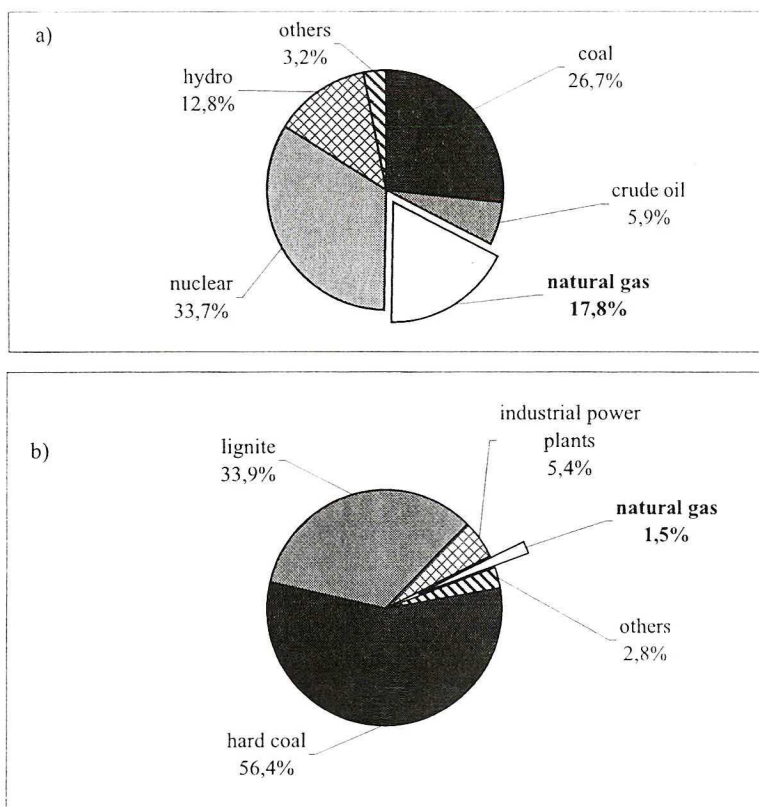 a)
others
3,2%
coal
26,7%
hydro
12,8%
crude oil
5,9%
nuclear
33,7%
natural gas
17,8%
b)
industrial power
plants
5,4%
lignite
33,9%
natural gas
1,5%
others
2,8%
hard coal
56,4%